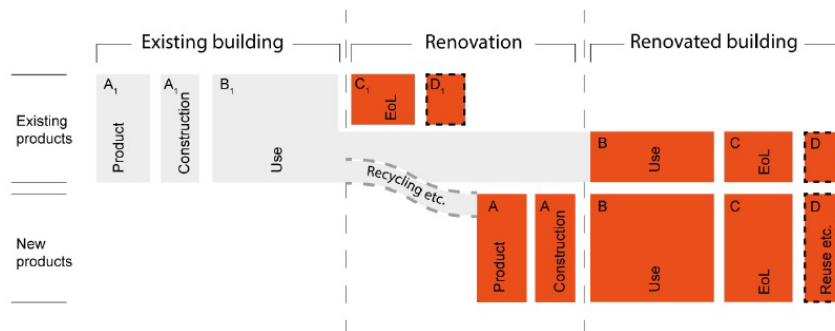 Existing building
Renovation
Renovated building
Existing
products
A1
Product
A1
Construction
B1
Use
C1
EoL
D1
B
Use
C
EoL
D
Recycling etc.
New
products
A
Product
A
Construction
B
Use
C
EoL
D
Reuse etc.